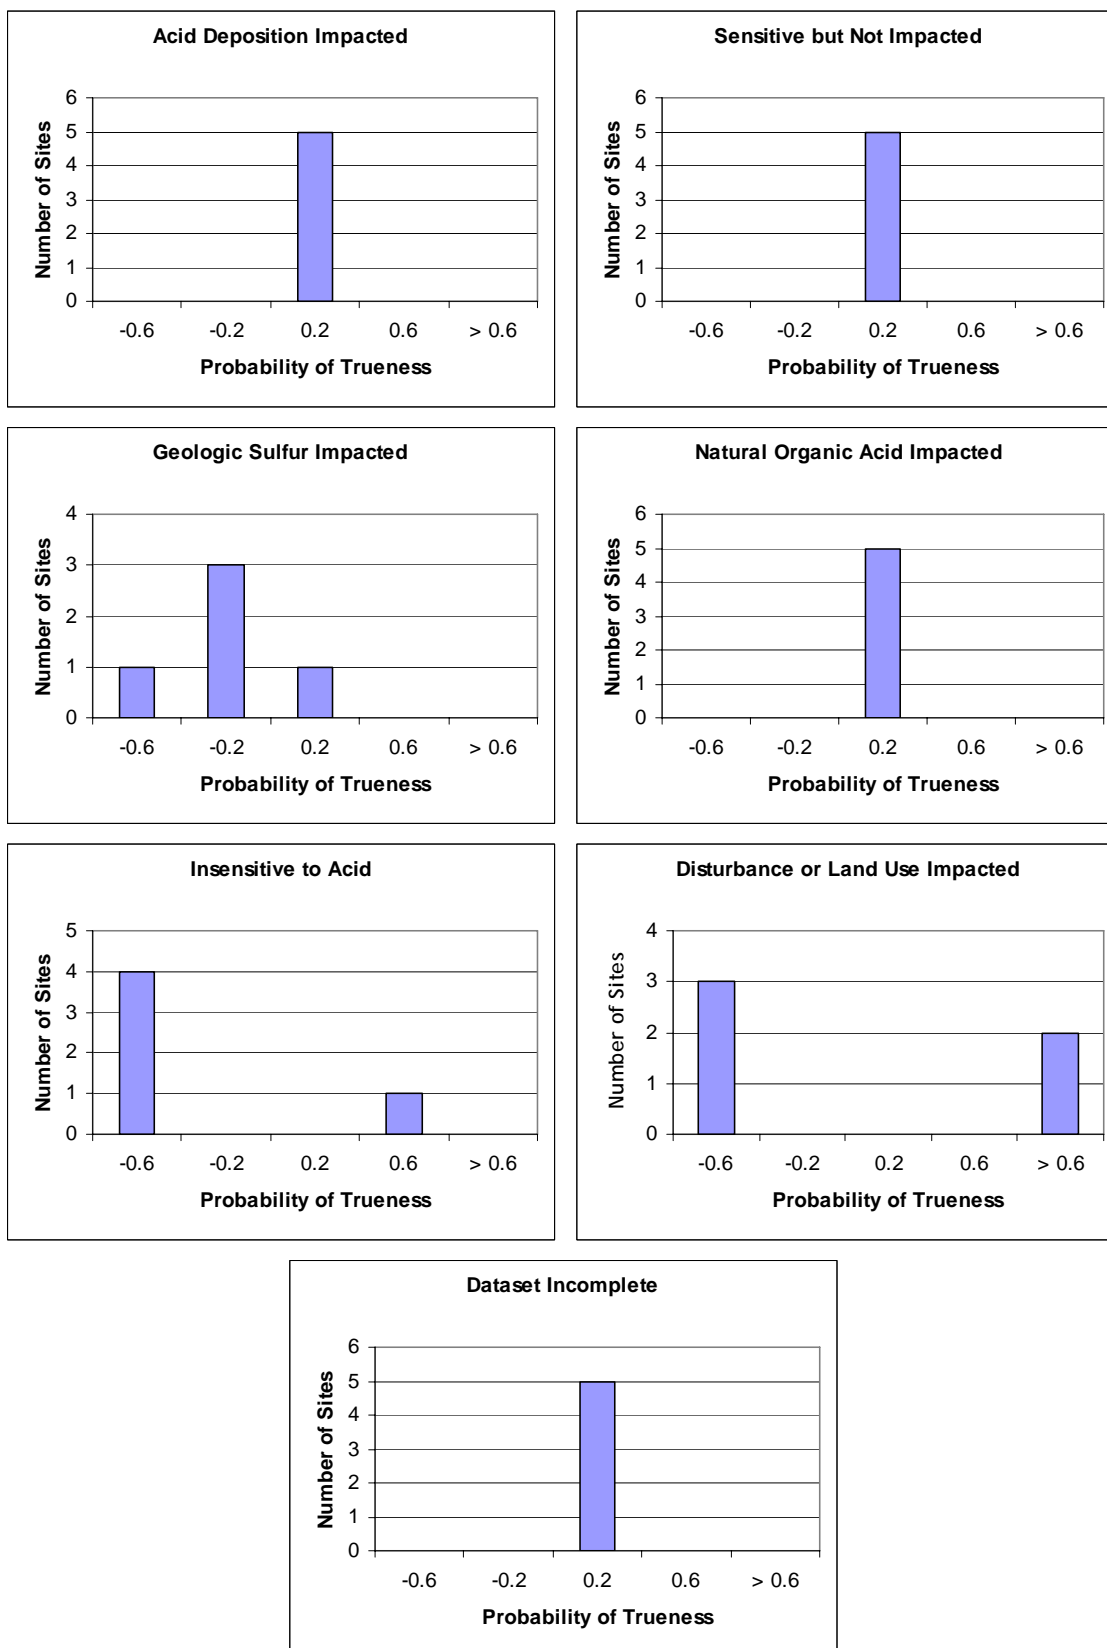 Acid Deposition Impacted
6
5
4
3
2
1
0
Number of Sites
-0.6 -0.2 0.2 0.6 > 0.6
Probability of Trueness
Sensitive but Not Impacted
6
5
4
3
2
1
0
Number of Sites
-0.6 -0.2 0.2 0.6 > 0.6
Probability of Trueness
Geologic Sulfur Impacted
4
3
2
1
0
Number of Sites
-0.6 -0.2 0.2 0.6 > 0.6
Probability of Trueness
Natural Organic Acid Impacted
6
5
4
3
2
1
0
Number of Sites
-0.6 -0.2 0.2 0.6 > 0.6
Probability of Trueness
Insensitive to Acid
5
4
3
2
1
0
Number of Sites
-0.6 -0.2 0.2 0.6 > 0.6
Probability of Trueness
Disturbance or Land Use Impacted
4
3
2
1
0
Number of Sites
-0.6 -0.2 0.2 0.6 > 0.6
Probability of Trueness
Dataset Incomplete
6
5
4
3
2
1
0
Number of Sites
-0.6 -0.2 0.2 0.6 > 0.6
Probability of Trueness